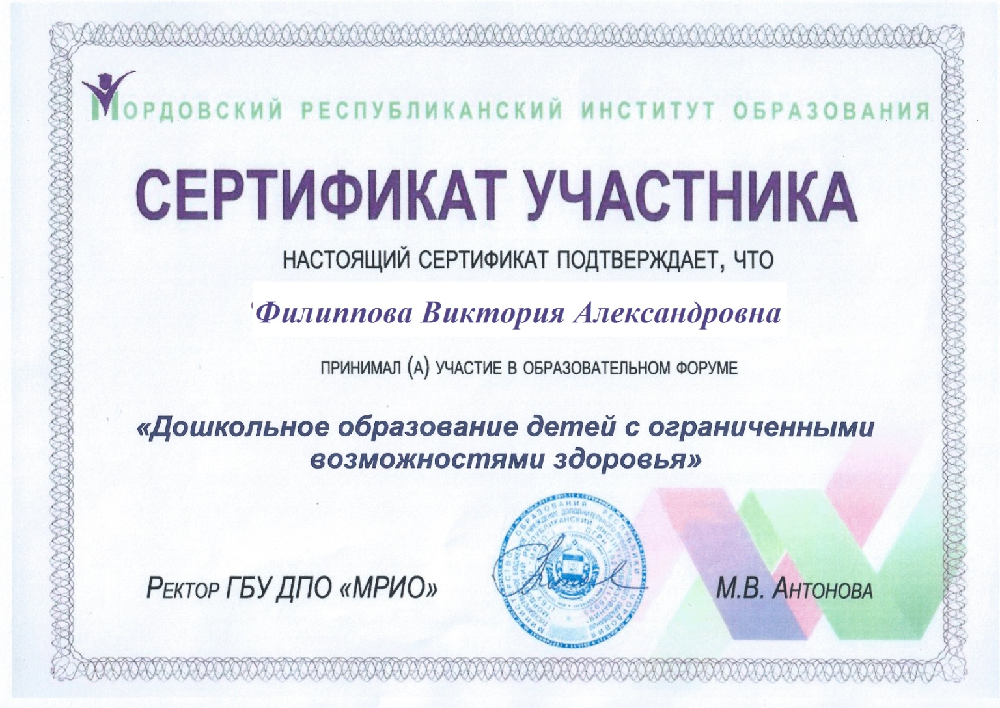 Мордовский республиканский институт образования
СЕРТИФИКАТ УЧАСТНИКА
НАСТОЯЩИЙ СЕРТИФИКАТ ПОДТВЕРЖДАЕТ, ЧТО
Филиппова Виктория Александровна
ПРИНИМАЛ (А) УЧАСТИЕ В ОБРАЗОВАТЕЛЬНОМ ФОРУМЕ
«Дошкольное образование детей с ограниченными
возможностями здоровья»
Ректор ГБУ ДПО «МРИО»
М.В. Антонова